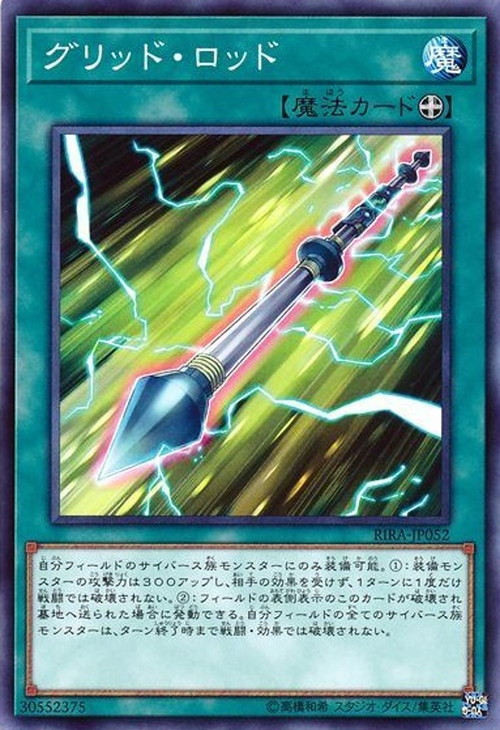 グリッド・ロッド
魔
【魔法カード】
RIRA-JP052
自分フィールドのサイバース族モンスターにのみ装備可能。①：装備モ
ンスターの攻撃力は３００アップし、相手の効果を受けず、１ターンに１度だけ
戦闘では破壊されない。②：フィールドの表側表示のこのカードが破壊され
墓地へ送られた場合に発動できる。自分フィールドの全てのサイバース族
モンスターは、ターン終了時まで戦闘・効果では破壊されない。
30552375
©高橋和希 スタジオ・ダイス/集英社